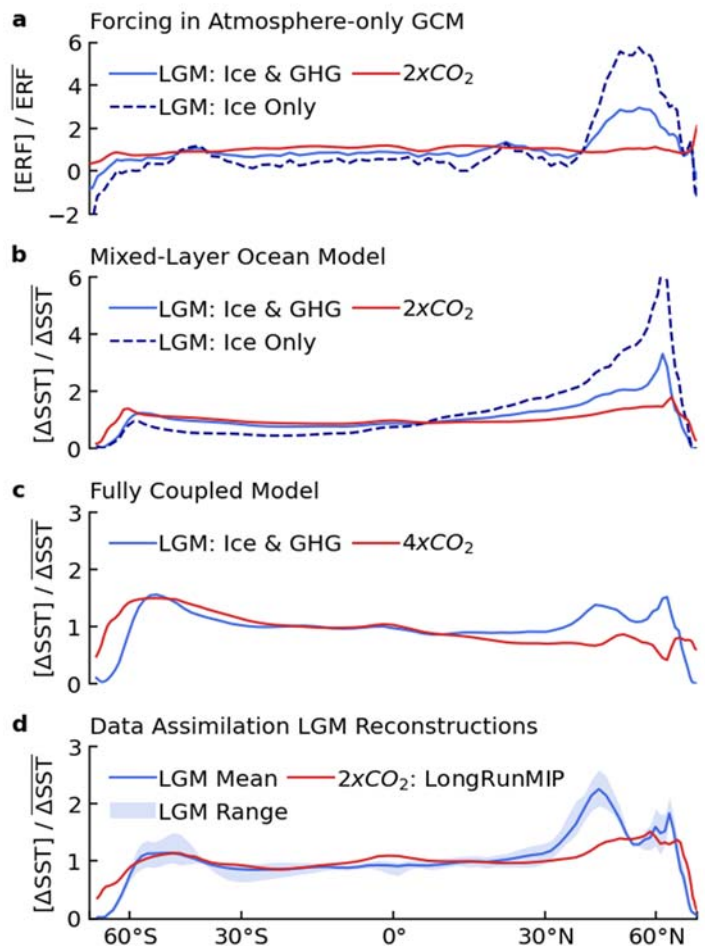 a Forcing in Atmosphere-only GCM
[ERF] / ERF
6
4
2
0
−2
LGM: Ice & GHG
2xCO₂
LGM: Ice Only
b Mixed-Layer Ocean Model
[ΔSST] / ΔSST
6
4
2
0
LGM: Ice & GHG
2xCO₂
LGM: Ice Only
c Fully Coupled Model
[ΔSST] / ΔSST
3
2
1
0
LGM: Ice & GHG
4xCO₂
d Data Assimilation LGM Reconstructions
[ΔSST] / ΔSST
3
2
1
0
LGM Mean
2xCO₂: LongRunMIP
LGM Range
60°S 30°S 0° 30°N 60°N